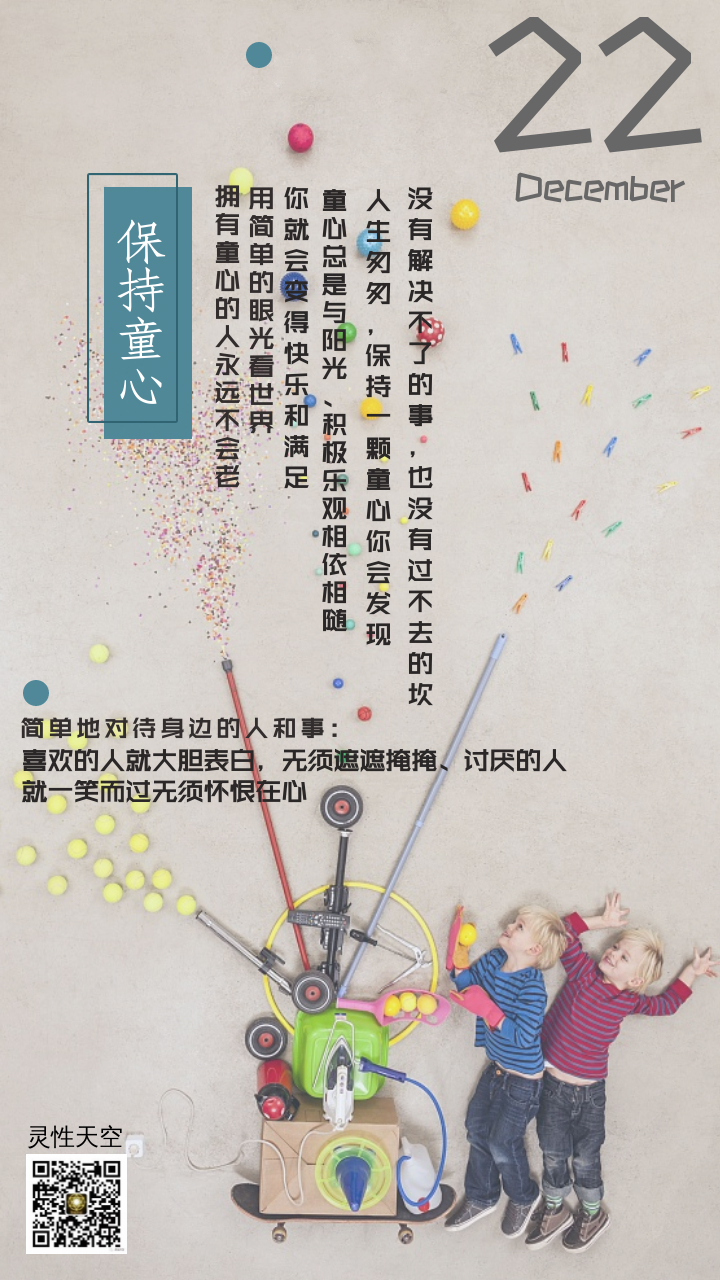 22
December
保持童心
没有解决不了的事，也没有过不去的坎
人生匆匆，保持一颗童心你会发现
童心总是与阳光、积极乐观相依相随
你就会变得快乐和满足
用简单的眼光看世界
拥有童心的人永远不会老
简单地对待身边的人和事：
喜欢的人就大胆表白，无须遮遮掩掩、讨厌的人
就一笑而过无须怀恨在心
灵性天空